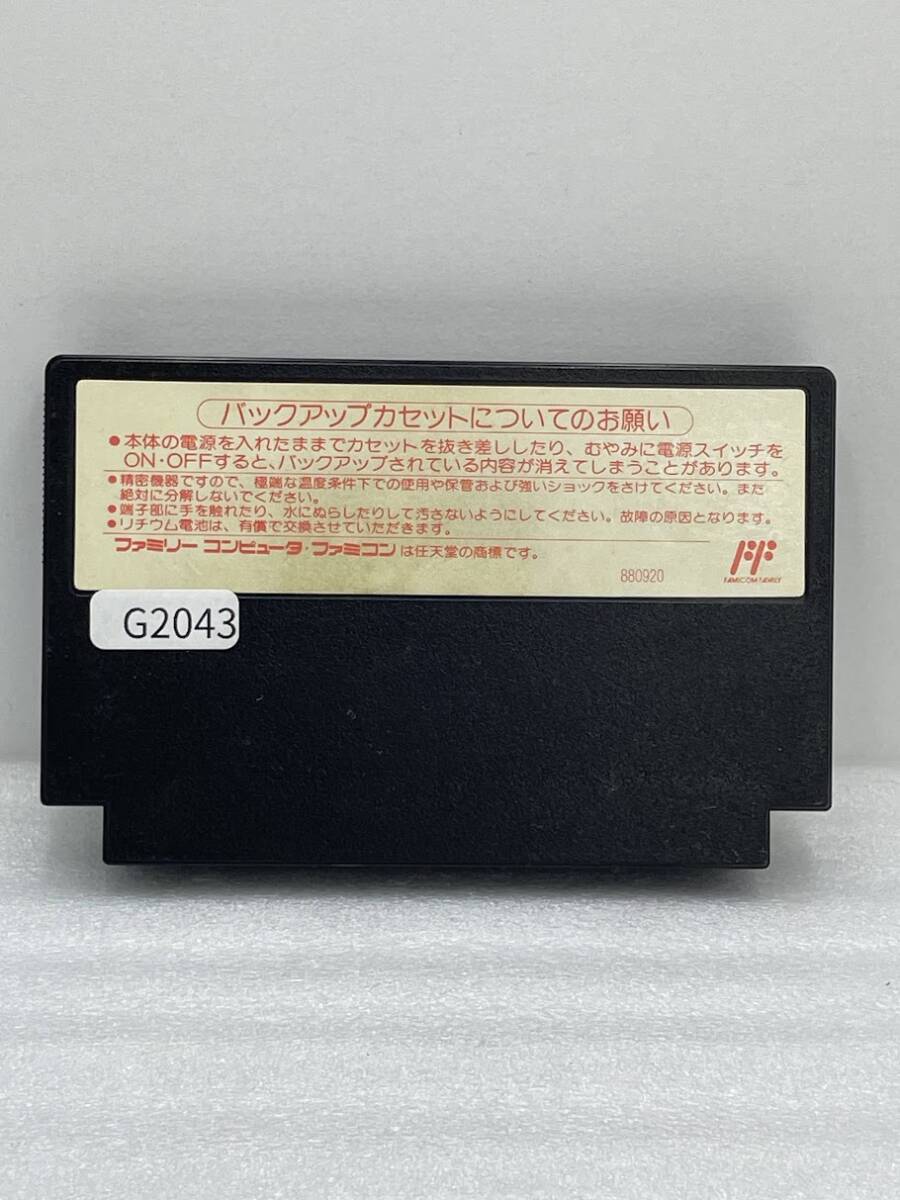 バックアップカセットについてのお願い
●本体の電源を入れたままでカセットを抜き差ししたり、むやみに電源スイッチを
ON・OFFすると、バックアップされている内容が消えてしまうことがあります。
●精密機器ですので、極端な温度条件下での使用や保管および強いショックをさけてください。また
絶対に分解しないでください。
●端子部に手を触れたり、水にぬらしたりして汚さないようにしてください。故障の原因となります。
●リチウム電池は、有償で交換させていただきます。
ファミリー コンピュータ・ファミコン は任天堂の商標です。
FAMICOM FAMILY
880920
G2043